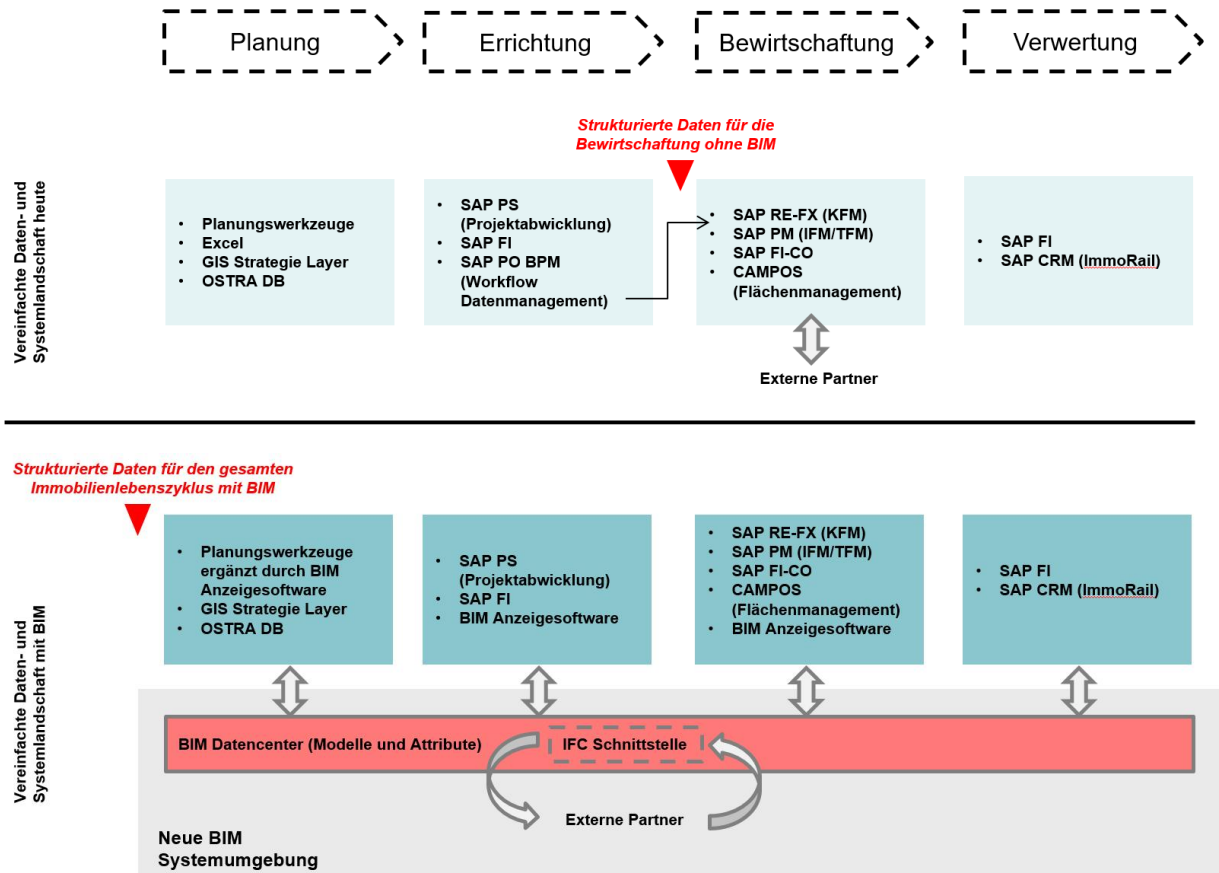 Planung
Errichtung
Bewirtschaftung
Verwertung
Strukturierte Daten für die
Bewirtschaftung ohne BIM
Vereinfachte Daten- und
Systemlandschaft heute
• Planungswerkzeuge
• Excel
• GIS Strategie Layer
• OSTRA DB
• SAP PS
(Projektabwicklung)
• SAP FI
• SAP PO BPM
(Workflow
Datenmanagement)
• SAP RE-FX (KFM)
• SAP PM (IFM/TFM)
• SAP FI-CO
• CAMPOS
(Flächenmanagement)
• SAP FI
• SAP CRM (ImmoRail)
Externe Partner
Strukturierte Daten für den gesamten
Immobilienlebenszyklus mit BIM
Vereinfachte Daten- und
Systemlandschaft mit BIM
• Planungswerkzeuge
ergänzt durch BIM
Anzeigesoftware
• GIS Strategie Layer
• OSTRA DB
• SAP PS
(Projektabwicklung)
• SAP FI
• BIM Anzeigesoftware
• SAP RE-FX (KFM)
• SAP PM (IFM/TFM)
• SAP FI-CO
• CAMPOS
(Flächenmanagement)
• BIM Anzeigesoftware
• SAP FI
• SAP CRM (ImmoRail)
BIM Datencenter (Modelle und Attribute)
IFC Schnittstelle
Externe Partner
Neue BIM
Systemumgebung